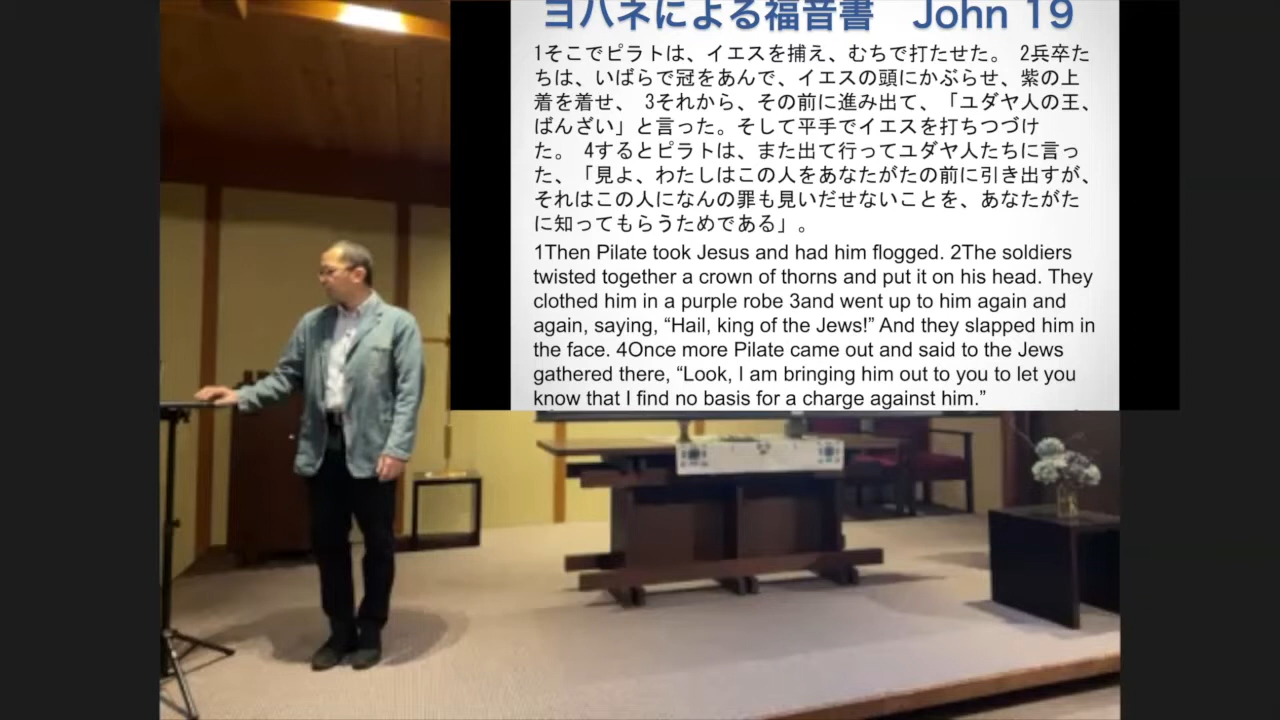 ヨハネによる福音書 John 19
1そこでピラトは、イエスを捕え、むちで打たせた。 2兵卒た
ちは、いばらで冠をあんで、イエスの頭にかぶらせ、紫の上
着を着せ、 3それから、その前に進み出て、「ユダヤ人の王、
ばんざい」と言った。そして平手でイエスを打ちつづけ
た。 4するとピラトは、また出て行ってユダヤ人たちに言っ
た、「見よ、わたしはこの人をあなたがたの前に引き出すが、
それはこの人になんの罪も見いだせないことを、あなたがた
に知ってもらうためである」。
1Then Pilate took Jesus and had him flogged. 2The soldiers
twisted together a crown of thorns and put it on his head. They
clothed him in a purple robe 3and went up to him again and
again, saying, “Hail, king of the Jews!” And they slapped him in
the face. 4Once more Pilate came out and said to the Jews
gathered there, “Look, I am bringing him out to you to let you
know that I find no basis for a charge against him.”